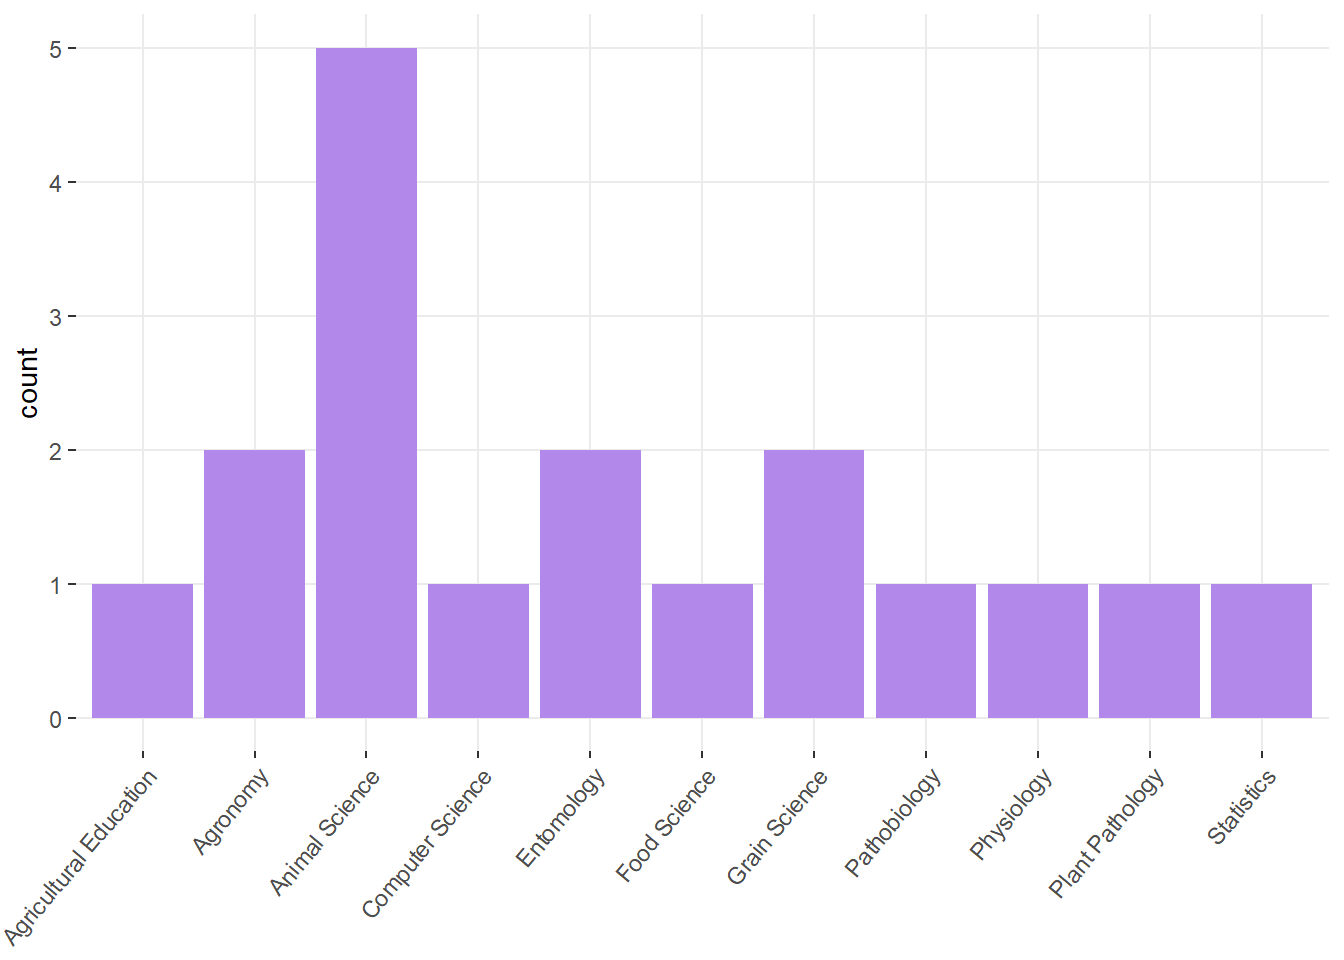 5
4
3
2
1
0
count
Agricultural Education
Agronomy
Animal Science
Computer Science
Entomology
Food Science
Grain Science
Pathobiology
Physiology
Plant Pathology
Statistics